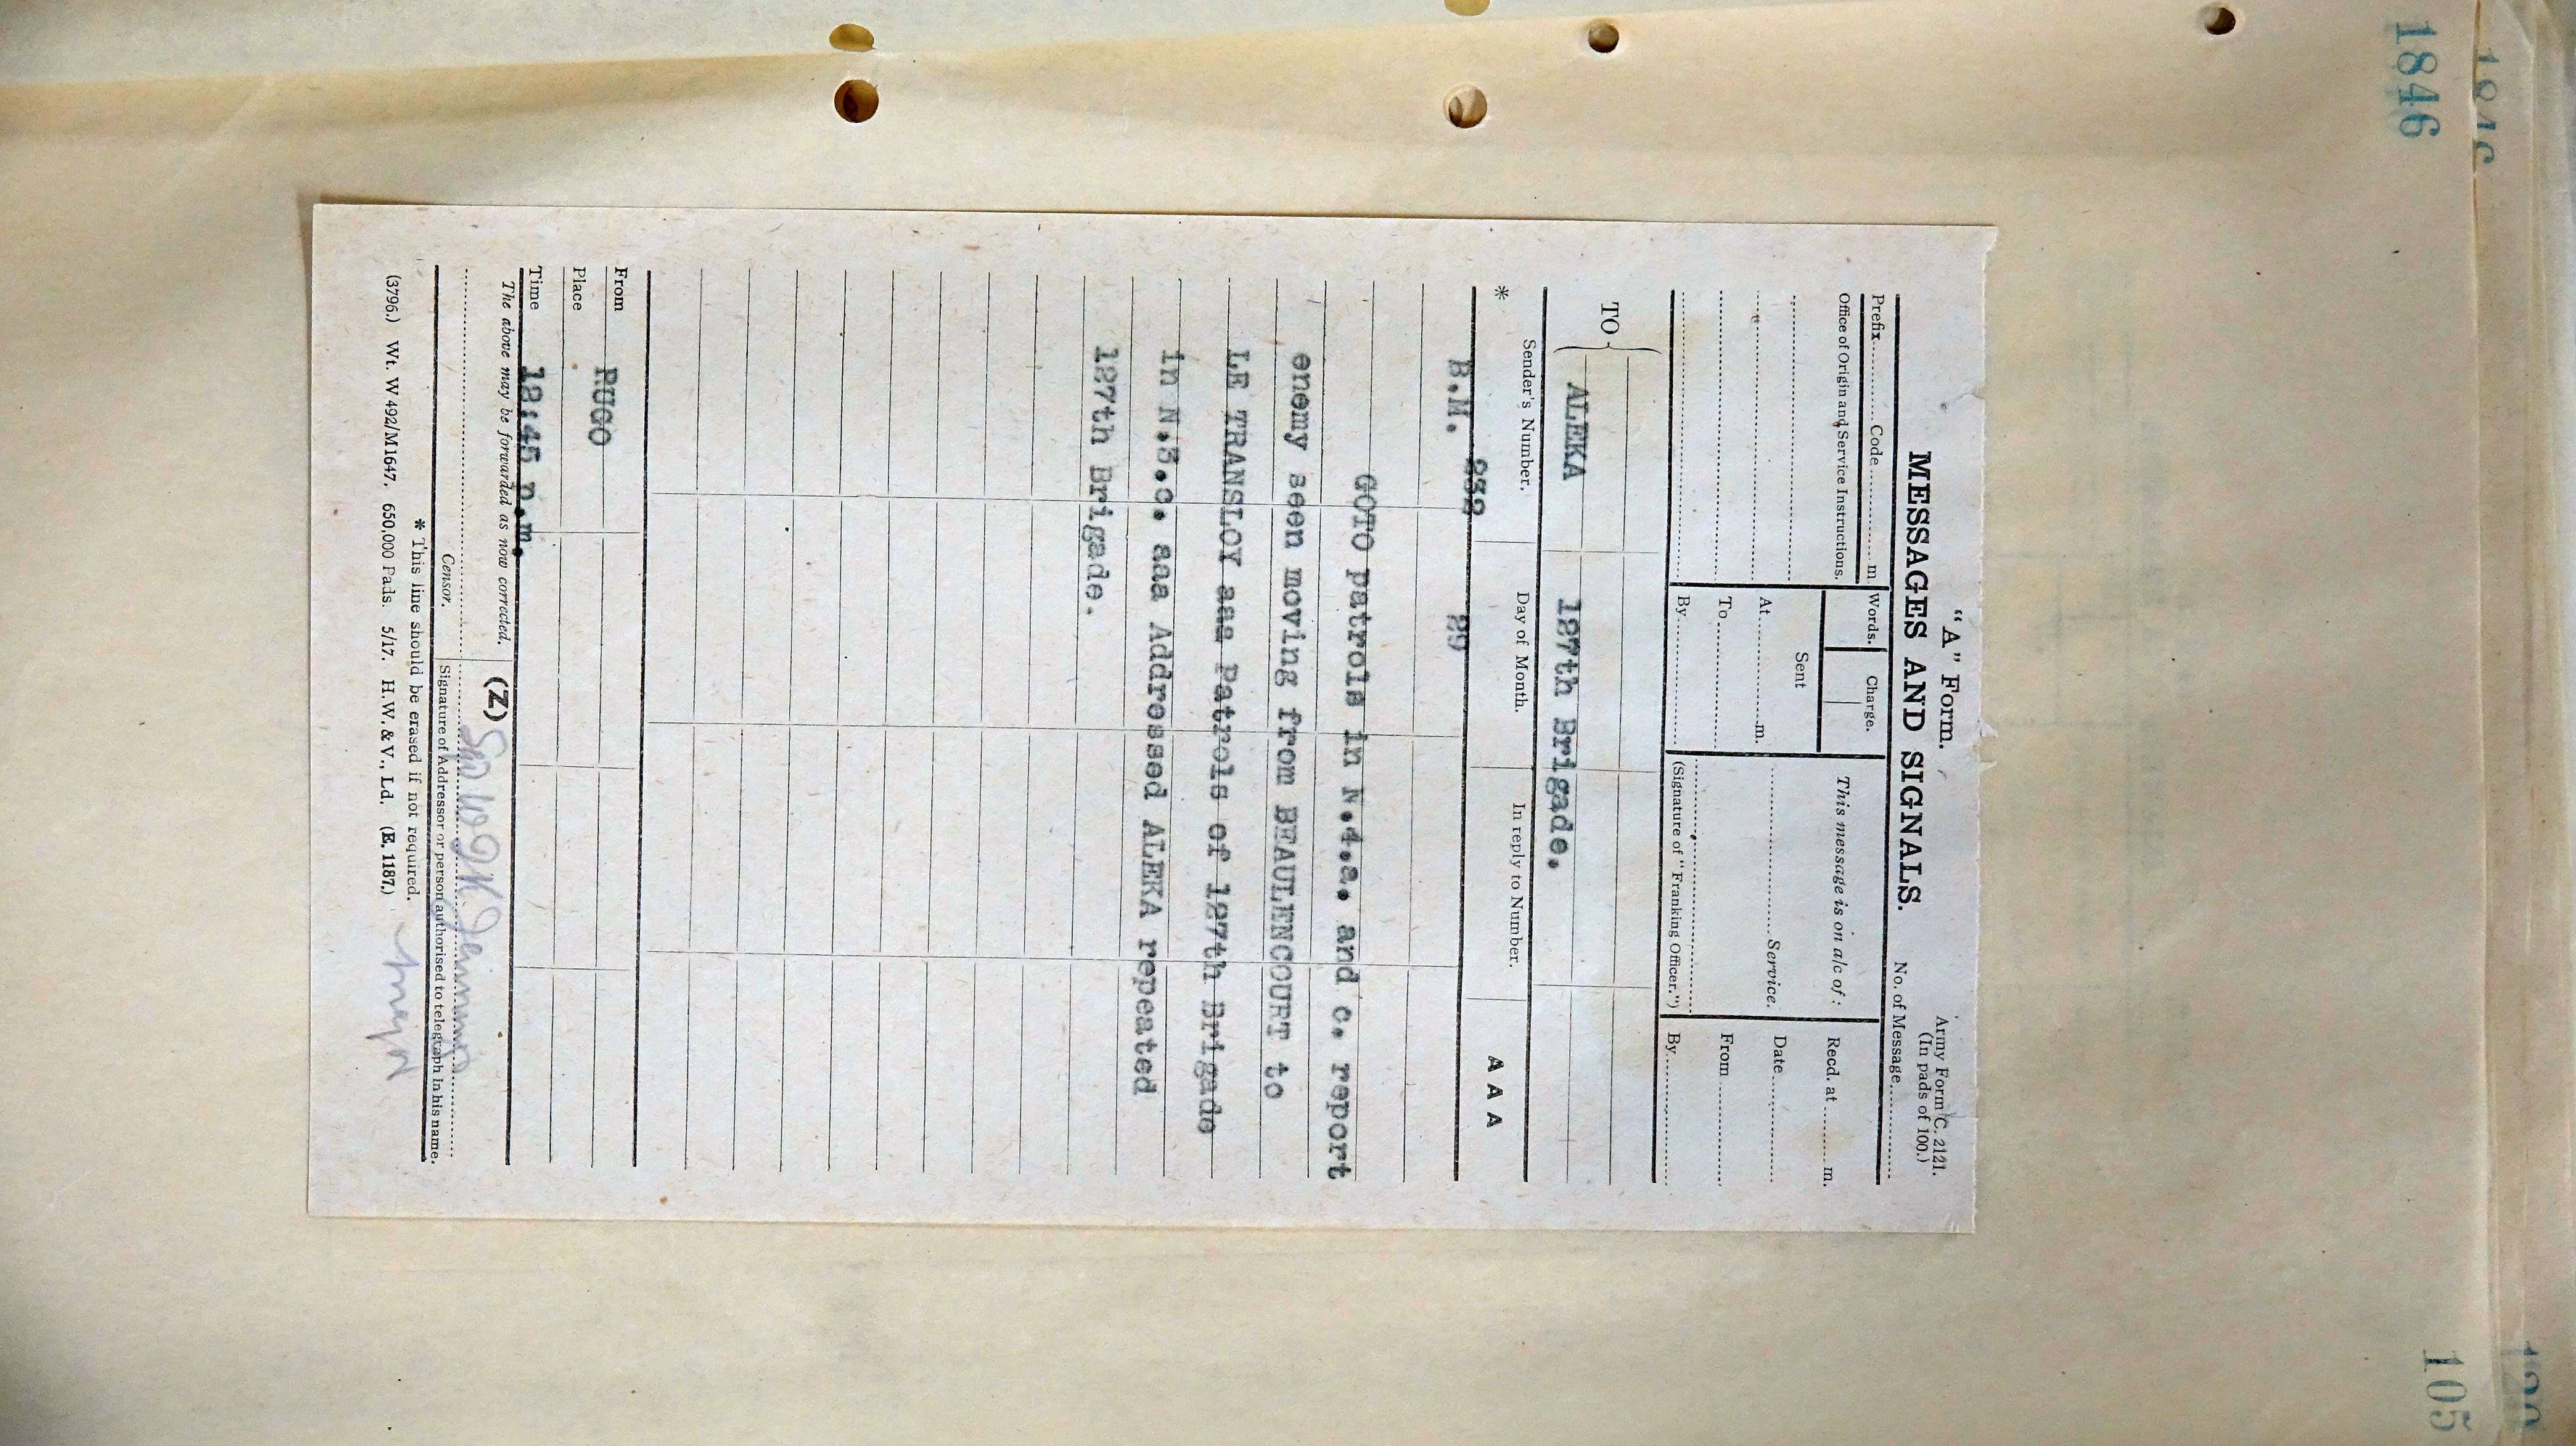 1846
1846
"A" Form.
Army Form C. 2121.
(In pads of 100.)
MESSAGES AND SIGNALS.
No. of Message
Prefix Code m
Words. Charge.
This message is on a/c of:
Recd. at m.
Office of Origin and Service Instructions.
Sent
At m.
Service.
Date
To
From
By
(Signature of "Franking Officer.")
By
TO
ALEKA 127th Brigade.
* Sender's Number. Day of Month. In reply to Number. A A A
B.M. 232 29
GOTO patrols in N.4.a. and c. report
enemy seen moving from BEAULENCOURT to
LE TRANSLOY aaa Patrols of 127th Brigade
in N.3.c. aaa Addressed ALEKA repeated
127th Brigade.
From RUGO
Place
Time 12:45 p.m.
The above may be forwarded as now corrected. (Z)
Censor. Signature of Addressor or person authorised to telegraph in his name.
* This line should be erased if not required.
(3796.) Wt. W 492/M1647. 650,000 Pads. 5/17. H.W. & V., Ld. (E. 1187.)
105